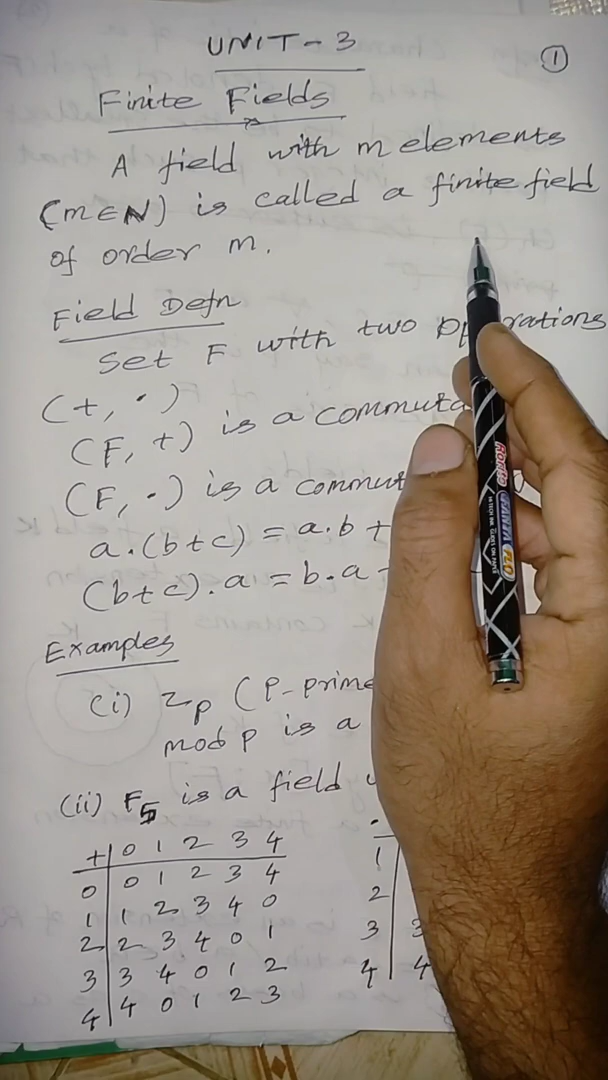 UNIT - 3
1
Finite Fields
A field with m elements
(m∈N) is called a finite field
of order m.
Field Defn
Set F with two operations
(+, ·)
(F, +) is a commuta
(F, ·) is a commut
a.(b+c) = a.b +
(b+c).a = b.a
Examples
(i) Zp (P-prime
mod P is a
(ii) F5 is a field
+ 0 1 2 3 4
0 0 1 2 3 4
1 1 2 3 4 0
2 2 3 4 0 1
3 3 4 0 1 2
4 4 0 1 2 3
·
1
2
3 3
4 4
Rorito